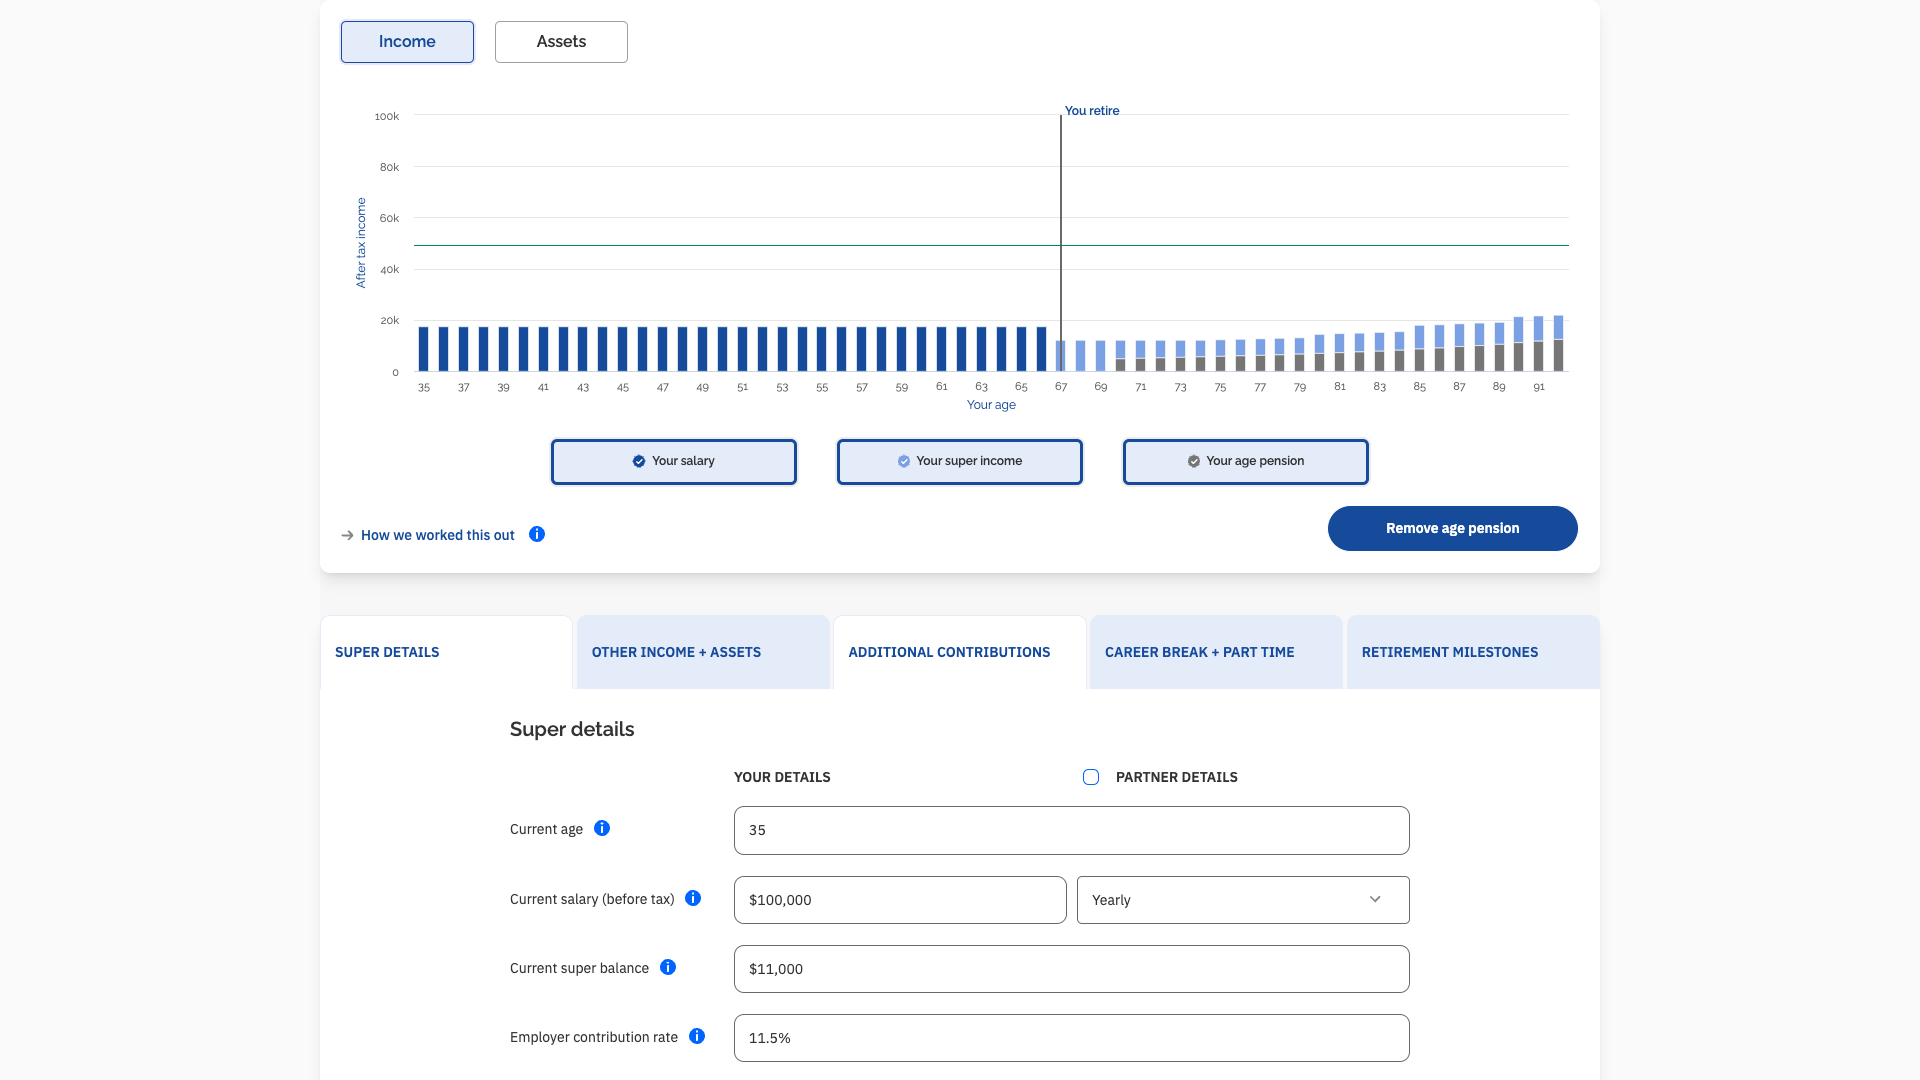 Income
Assets
You retire
100k
80k
60k
40k
20k
0
After tax income
35 37 39 41 43 45 47 49 51 53 55 57 59 61 63 65 67 69 71 73 75 77 79 81 83 85 87 89 91
Your age
Your salary
Your super income
Your age pension
How we worked this out
Remove age pension
SUPER DETAILS
OTHER INCOME + ASSETS
ADDITIONAL CONTRIBUTIONS
CAREER BREAK + PART TIME
RETIREMENT MILESTONES
Super details
YOUR DETAILS
PARTNER DETAILS
Current age
35
Current salary (before tax)
$100,000
Yearly
Current super balance
$11,000
Employer contribution rate
11.5%